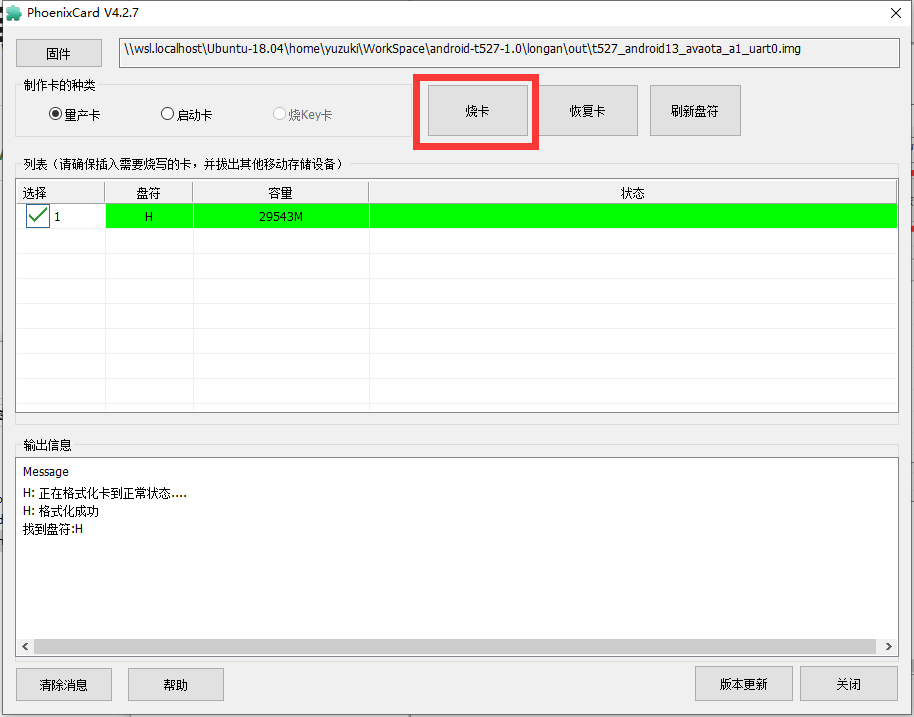 PhoenixCard V4.2.7
固件
\\wsl.localhost\Ubuntu-18.04\home\yuzuki\WorkSpace\android-t527-1.0\longan\out\t527_android13_avaota_a1_uart0.img
制作卡的种类
量产卡 启动卡 烧Key卡
烧卡 恢复卡 刷新盘符
列表（请确保插入需要烧写的卡，并拔出其他移动存储设备）
选择 盘符 容量 状态
1 H 29543M
输出信息
Message
H: 正在格式化卡到正常状态....
H: 格式化成功
找到盘符:H
清除消息 帮助 版本更新 关闭